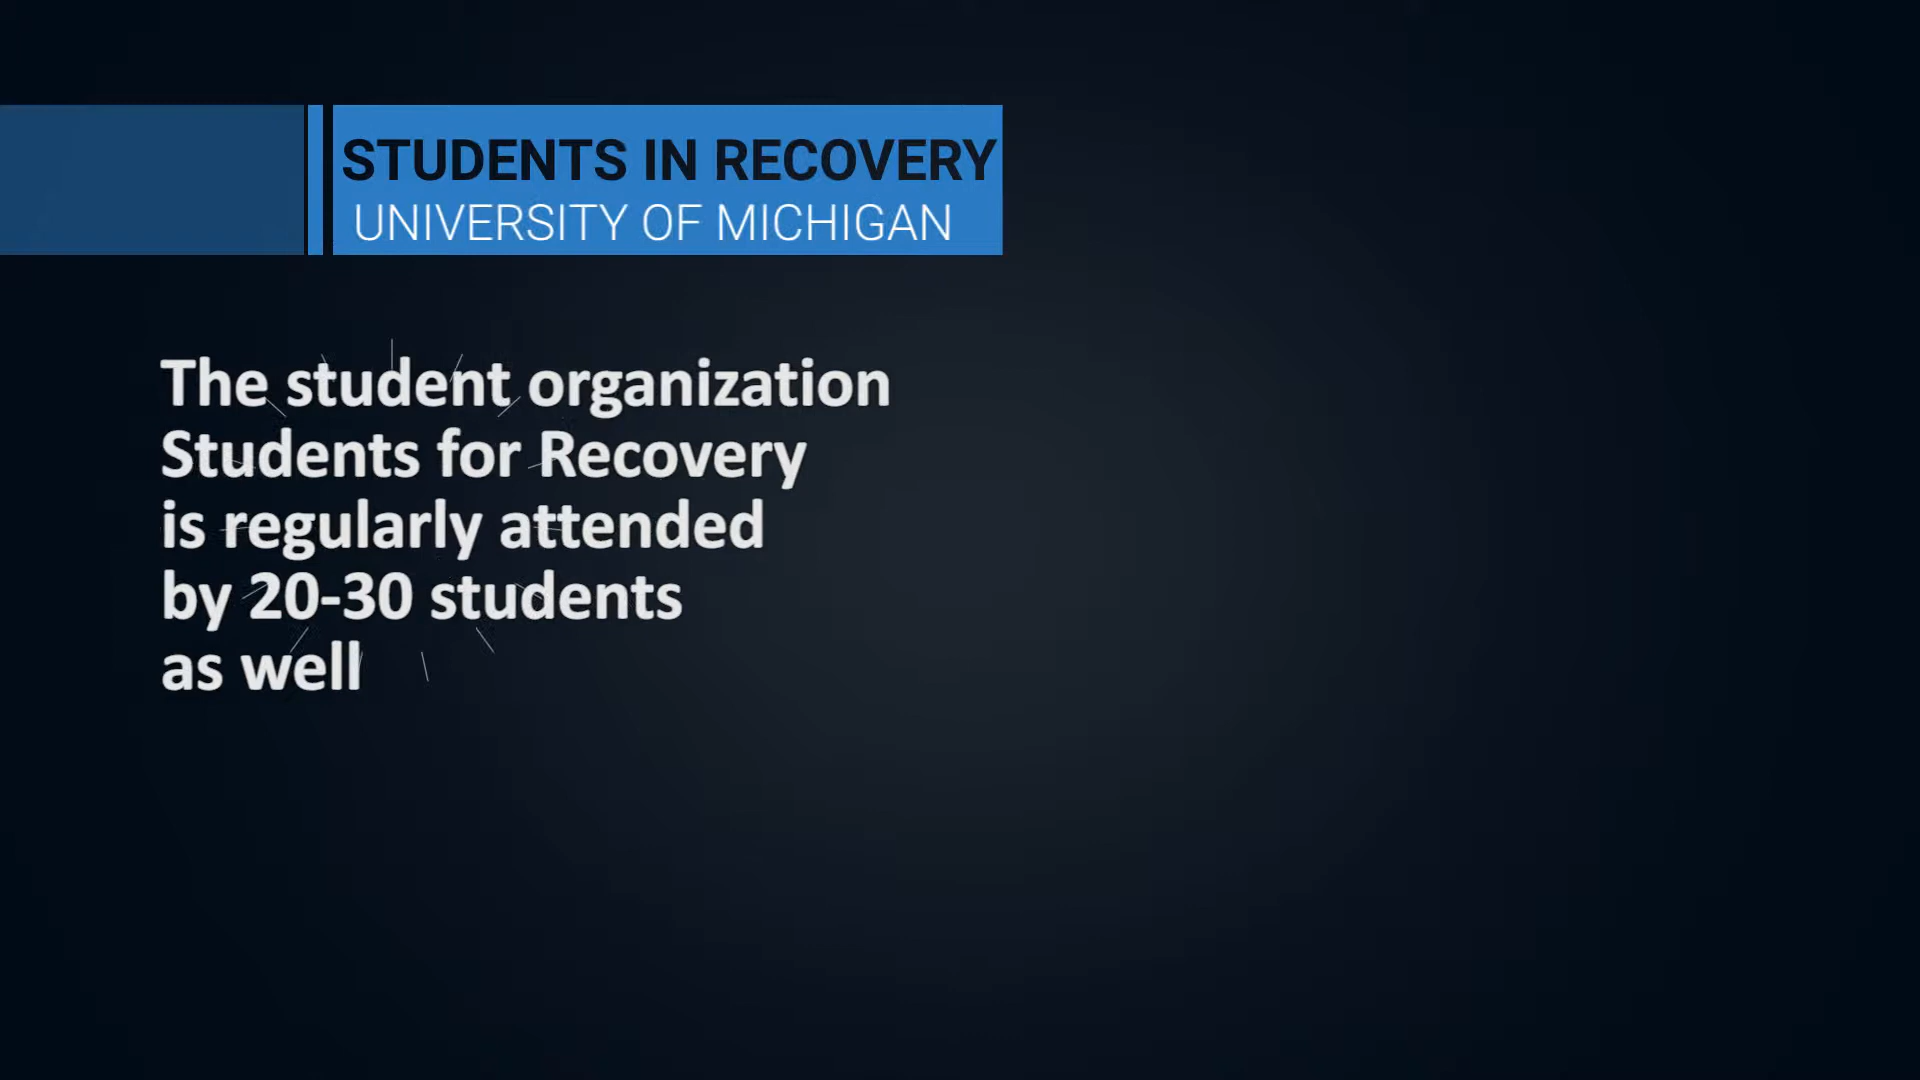 STUDENTS IN RECOVERY
UNIVERSITY OF MICHIGAN
The student organization
Students for Recovery
is regularly attended
by 20-30 students
as well